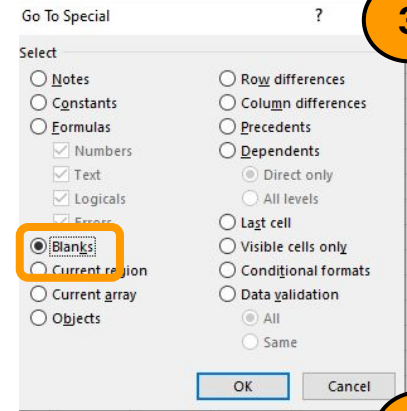 Go To Special
?
3
Select
Notes
Constants
Formulas
Numbers
Text
Logicals
Errors
Blanks
Current region
Current array
Objects
Row differences
Column differences
Precedents
Dependents
Direct only
All levels
Last cell
Visible cells only
Conditional formats
Data validation
All
Same
OK
Cancel